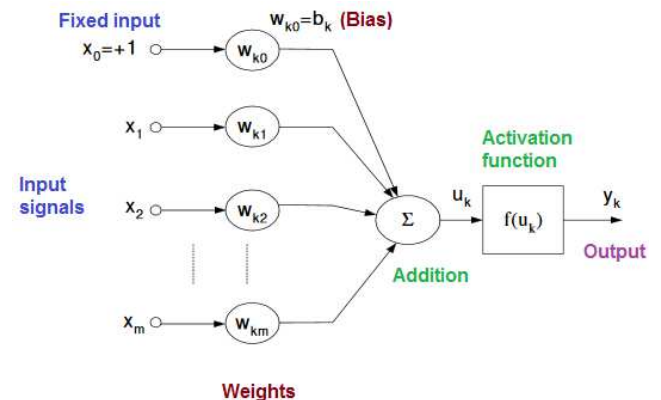 Fixed input
w_k0=b_k (Bias)
x_0=+1
w_k0
x_1
w_k1
Activation
function
Input
signals
x_2
w_k2
Σ
u_k
f(u_k)
y_k
Output
Addition
x_m
w_km
Weights